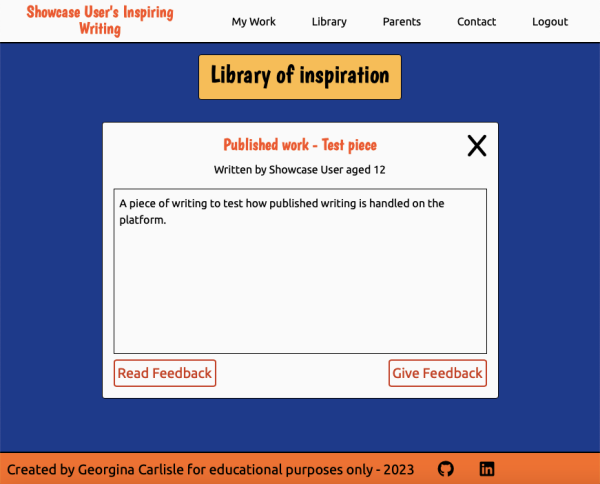 Showcase User's Inspiring
Writing
My Work
Library
Parents
Contact
Logout
Library of inspiration
Published work - Test piece
Written by Showcase User aged 12
A piece of writing to test how published writing is handled on the
platform.
Read Feedback
Give Feedback
Created by Georgina Carlisle for educational purposes only - 2023